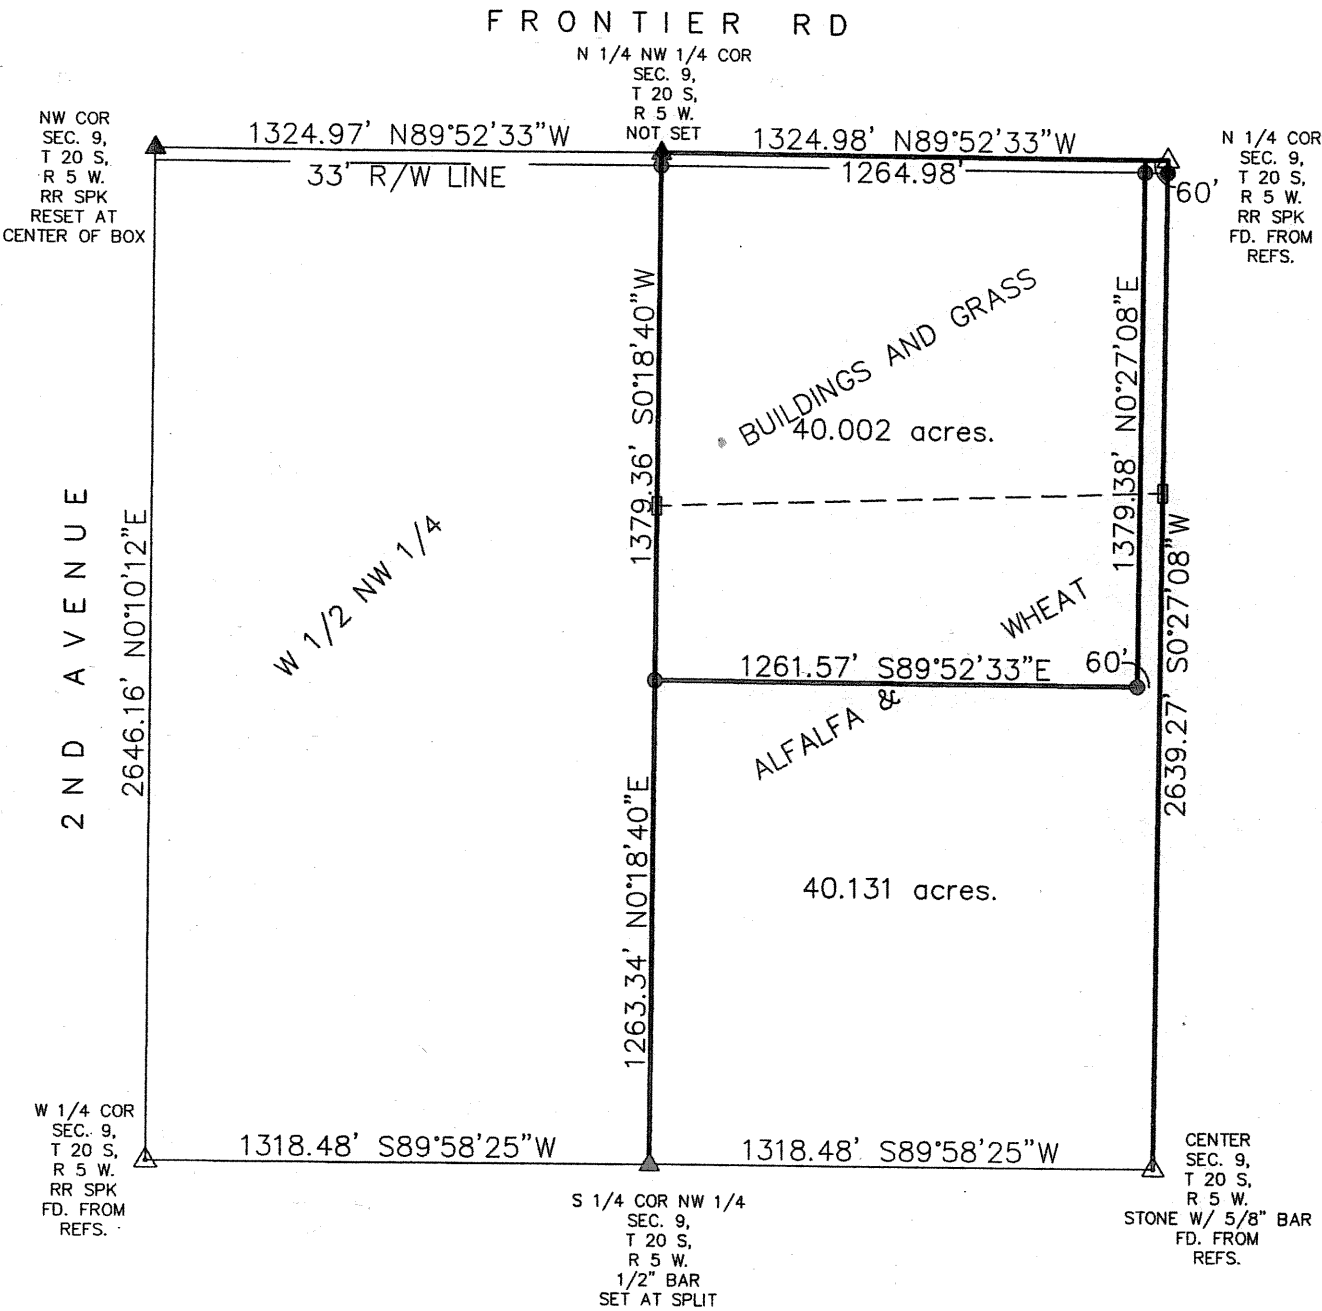 FRONTIER RD
N 1/4 NW 1/4 COR
SEC. 9,
T 20 S,
R 5 W.
NOT SET
NW COR
SEC. 9,
T 20 S,
R 5 W.
RR SPK
RESET AT
CENTER OF BOX
1324.97' N89°52'33"W
33' R/W LINE
1324.98' N89°52'33"W
1264.98'
60'
N 1/4 COR
SEC. 9,
T 20 S,
R 5 W.
RR SPK
FD. FROM
REFS.
2ND AVENUE
2646.16' N0°10'12"E
W 1/2 NW 1/4
1379.36' S0°18'40"W
BUILDINGS AND GRASS
40.002 acres.
1379.38' N0°27'08"E
2639.27' S0°27'08"W
1261.57' S89°52'33"E
60'
ALFALFA & WHEAT
1263.34' N0°18'40"E
40.131 acres.
W 1/4 COR
SEC. 9,
T 20 S,
R 5 W.
RR SPK
FD. FROM
REFS.
1318.48' S89°58'25"W
1318.48' S89°58'25"W
S 1/4 COR NW 1/4
SEC. 9,
T 20 S,
R 5 W.
1/2" BAR
SET AT SPLIT
CENTER
SEC. 9,
T 20 S,
R 5 W.
STONE W/ 5/8" BAR
FD. FROM
REFS.